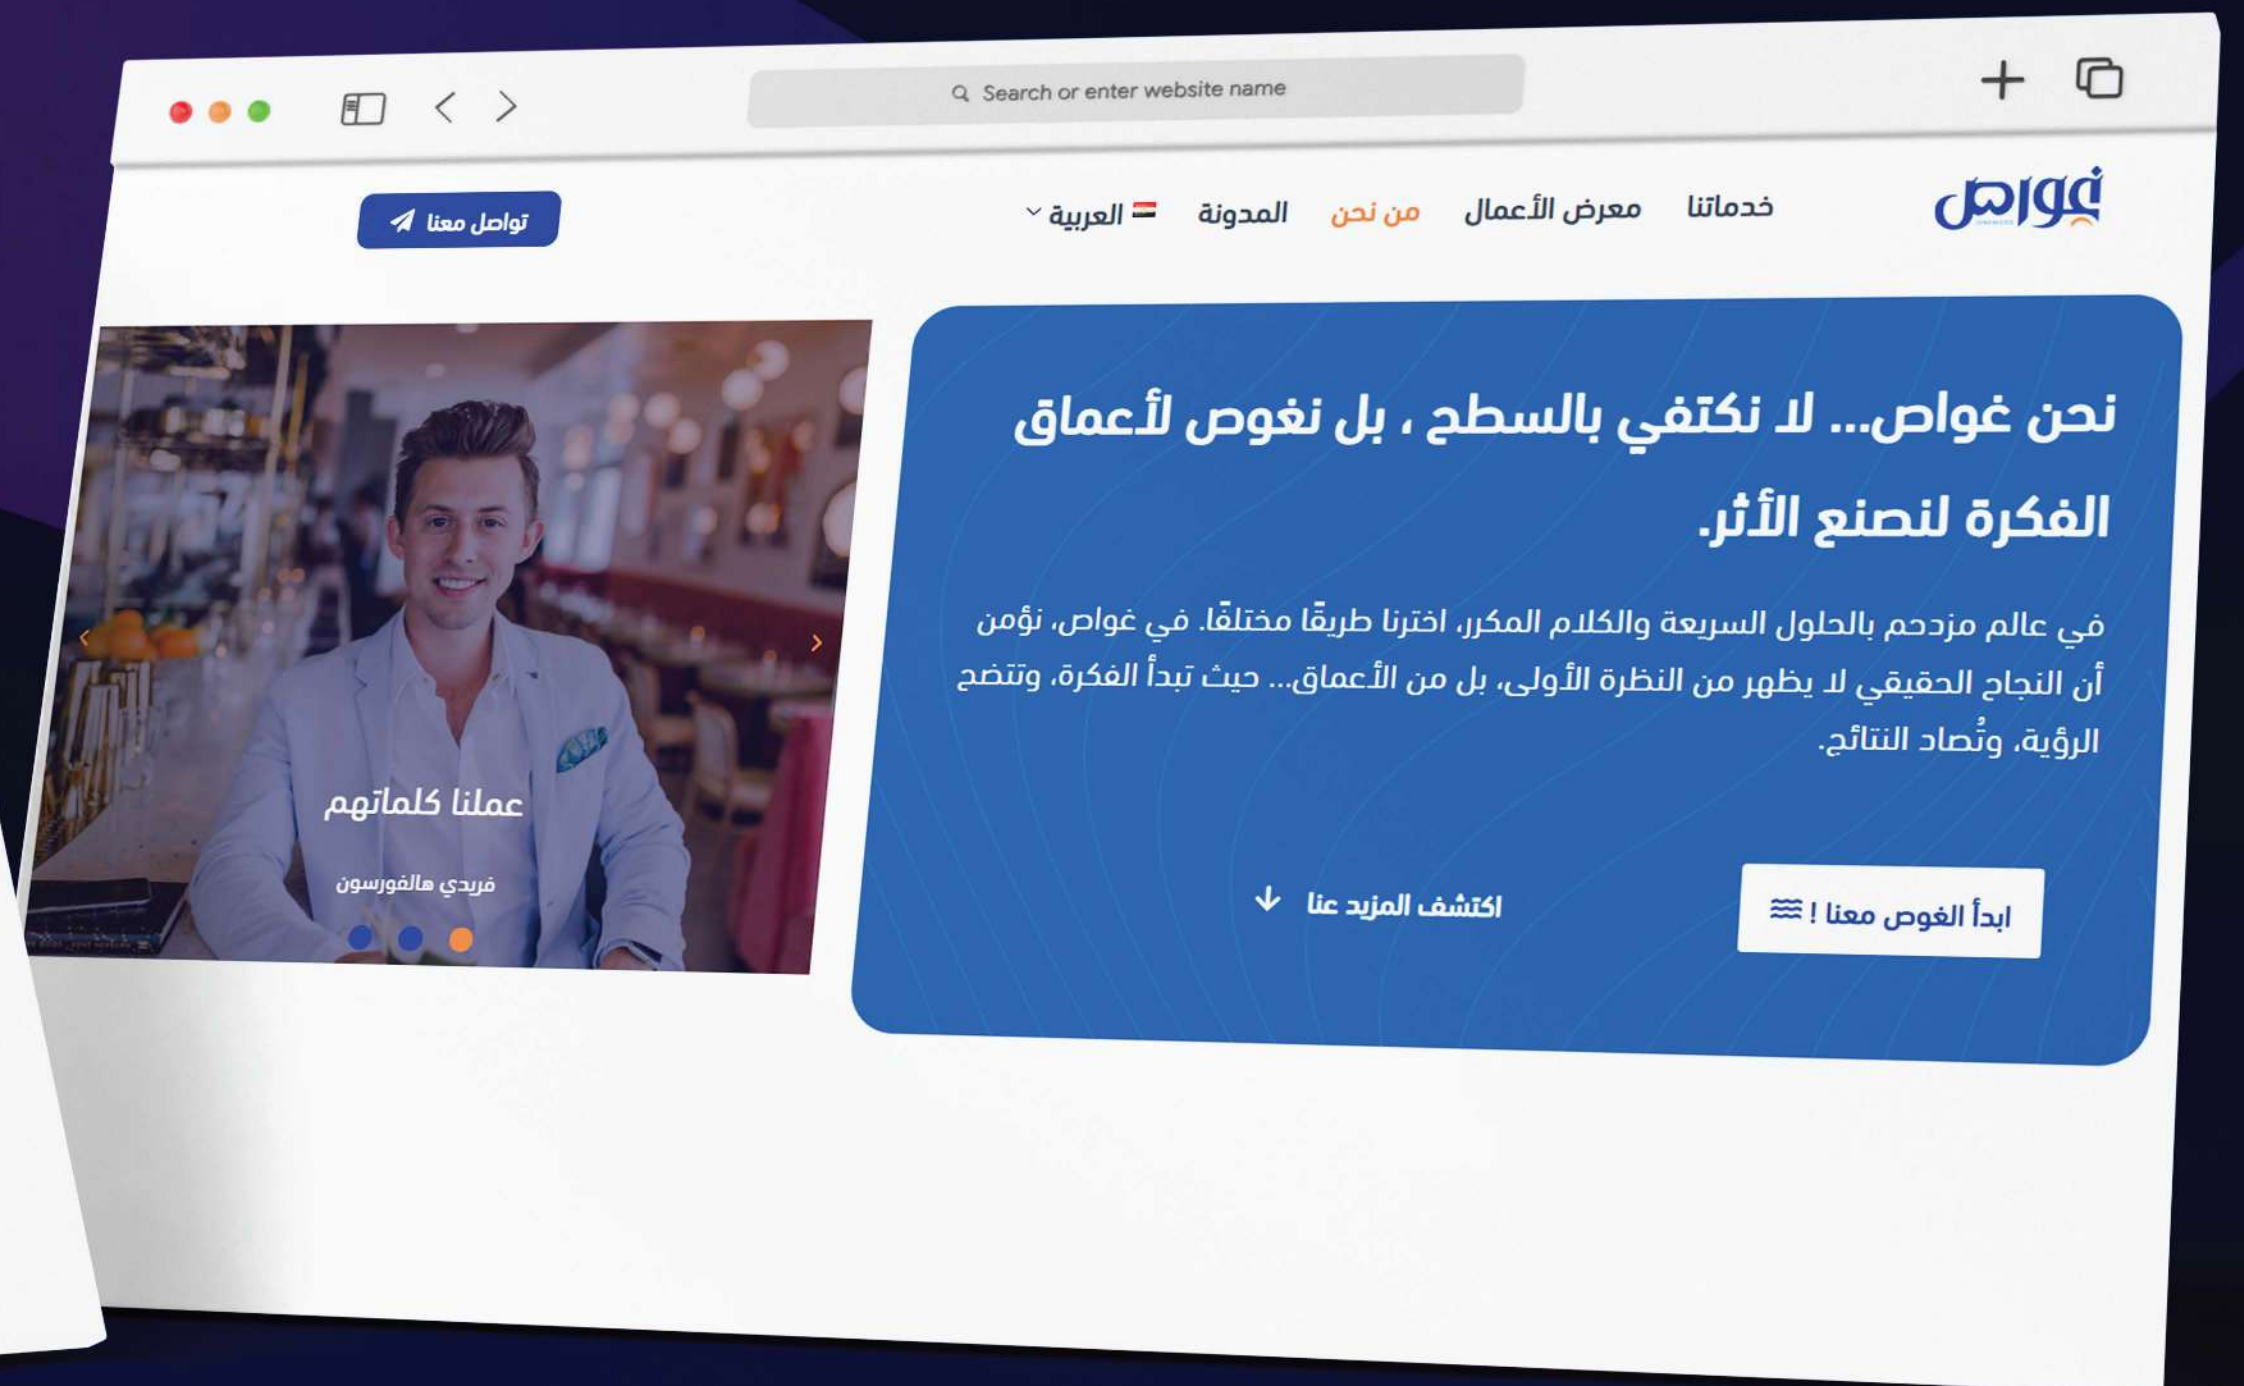 Search or enter website name
غواص
خدماتنا
معرض الأعمال
من نحن
المدونة
العربية
تواصل معنا
نحن غواص... لا نكتفي بالسطح ، بل نغوص لأعماق
الفكرة لنصنع الأثر.
في عالم مزدحم بالحلول السريعة والكلام المكرر، اخترنا طريقًا مختلفًا. في غواص، نؤمن
أن النجاح الحقيقي لا يظهر من النظرة الأولى، بل من الأعماق... حيث تبدأ الفكرة، وتتضح
الرؤية، وتُصاد النتائج.
ابدأ الغوص معنا !
اكتشف المزيد عنا
عملنا كلماتهم
فريدي هالفورسون